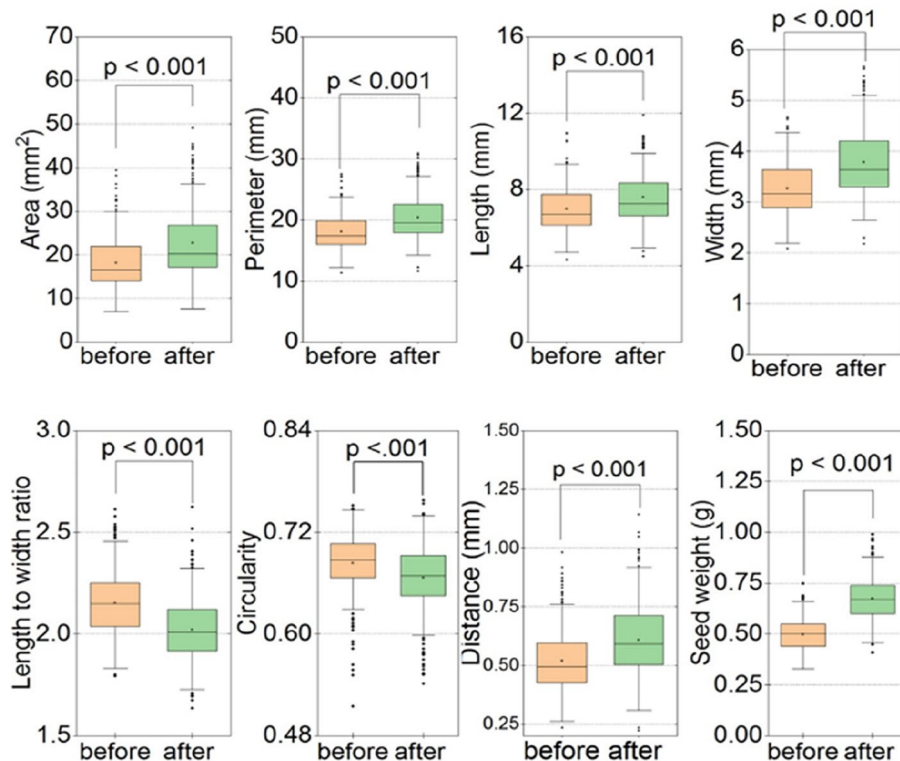 Area (mm²)
70
60
50
40
30
20
10
0
p < 0.001
before after
Perimeter (mm)
50
40
30
20
10
0
p < 0.001
before after
Length (mm)
16
12
8
4
0
p < 0.001
before after
Width (mm)
6
5
4
3
2
1
0
p < 0.001
before after
Length to width ratio
3.0
2.5
2.0
1.5
p < 0.001
before after
Circularity
0.84
0.72
0.60
0.48
p < .001
before after
Distance (mm)
1.50
1.25
1.00
0.75
0.50
0.25
p < 0.001
before after
Seed weight (g)
1.50
1.25
1.00
0.75
0.50
0.25
0.00
p < 0.001
before after